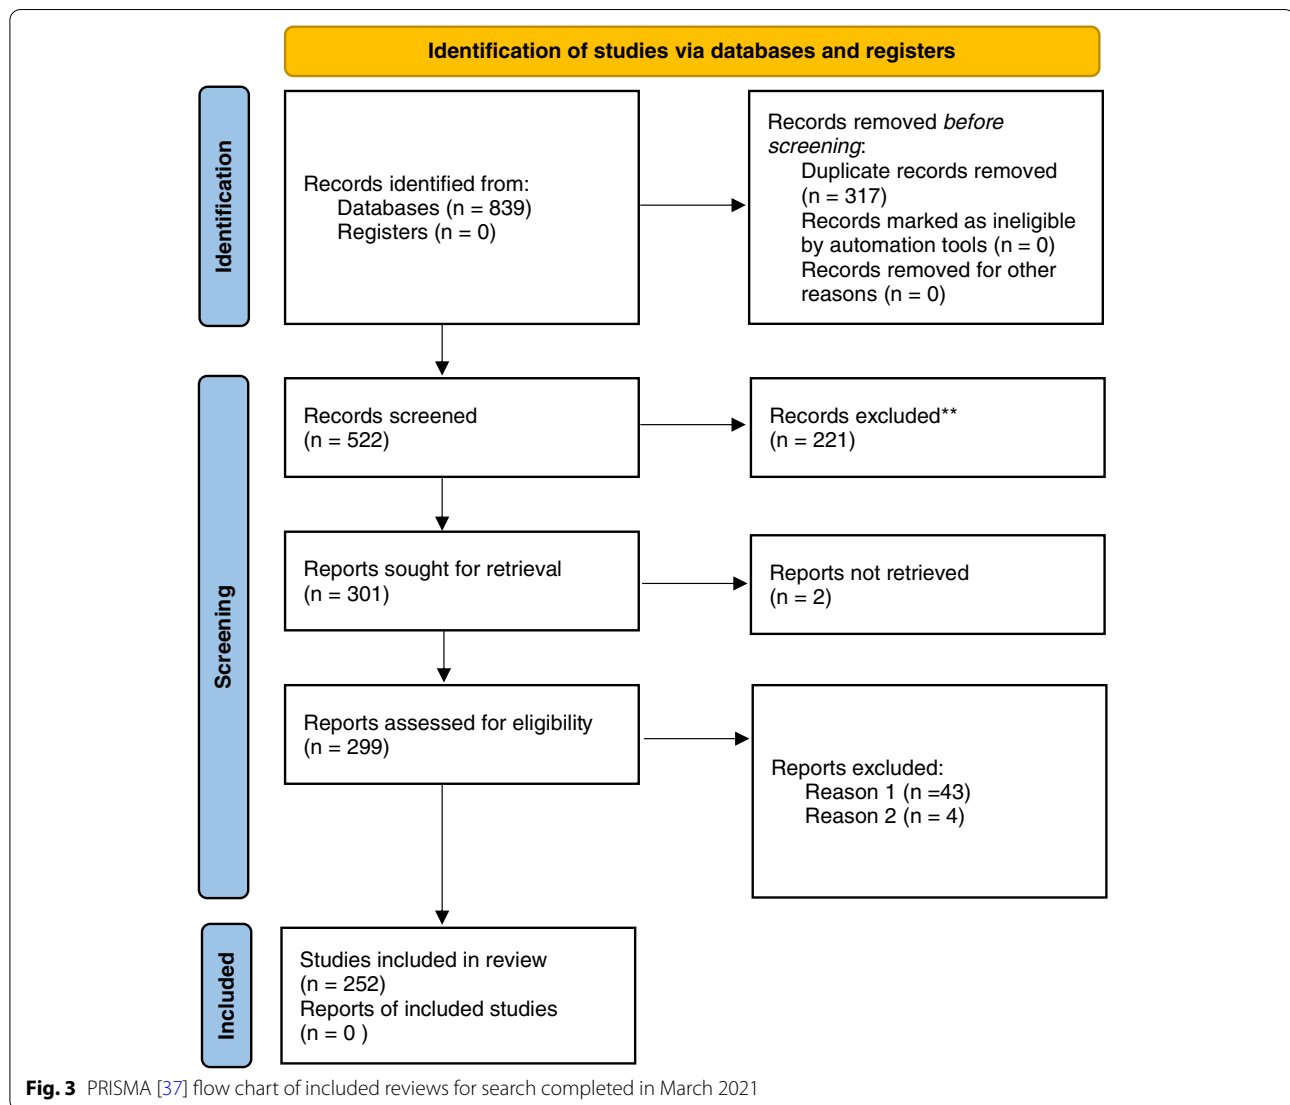 Identification of studies via databases and registers
Identification
Records identified from:
Databases (n = 839)
Registers (n = 0)
Records removed before
screening:
Duplicate records removed
(n = 317)
Records marked as ineligible
by automation tools (n = 0)
Records removed for other
reasons (n = 0)
Screening
Records screened
(n = 522)
Records excluded**
(n = 221)
Reports sought for retrieval
(n = 301)
Reports not retrieved
(n = 2)
Reports assessed for eligibility
(n = 299)
Reports excluded:
Reason 1 (n =43)
Reason 2 (n = 4)
Included
Studies included in review
(n = 252)
Reports of included studies
(n = 0 )
Fig. 3 PRISMA [37] flow chart of included reviews for search completed in March 2021